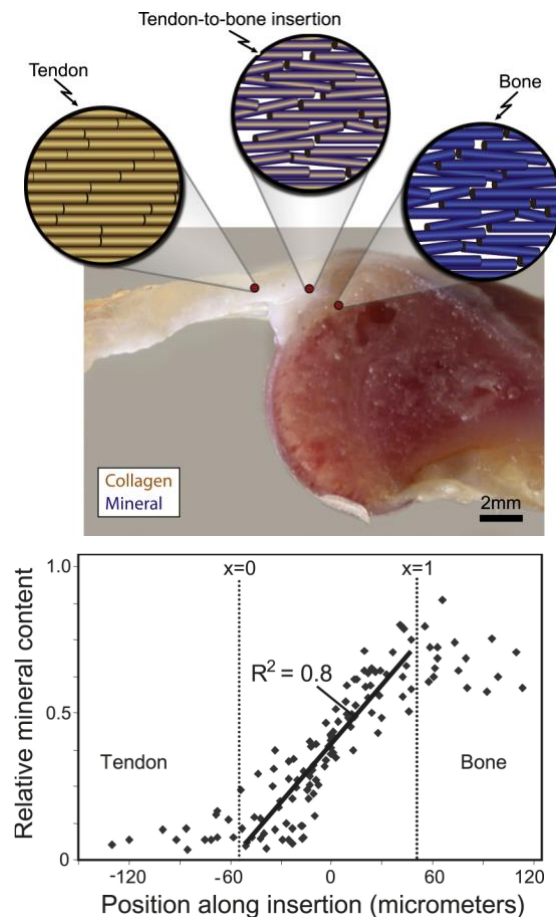 Tendon-to-bone insertion
Tendon
Bone
Collagen
Mineral
2mm
x=0
x=1
1.0
R² = 0.8
0.5
Relative mineral content
Tendon
Bone
0
-120
-60
0
60
120
Position along insertion (micrometers)